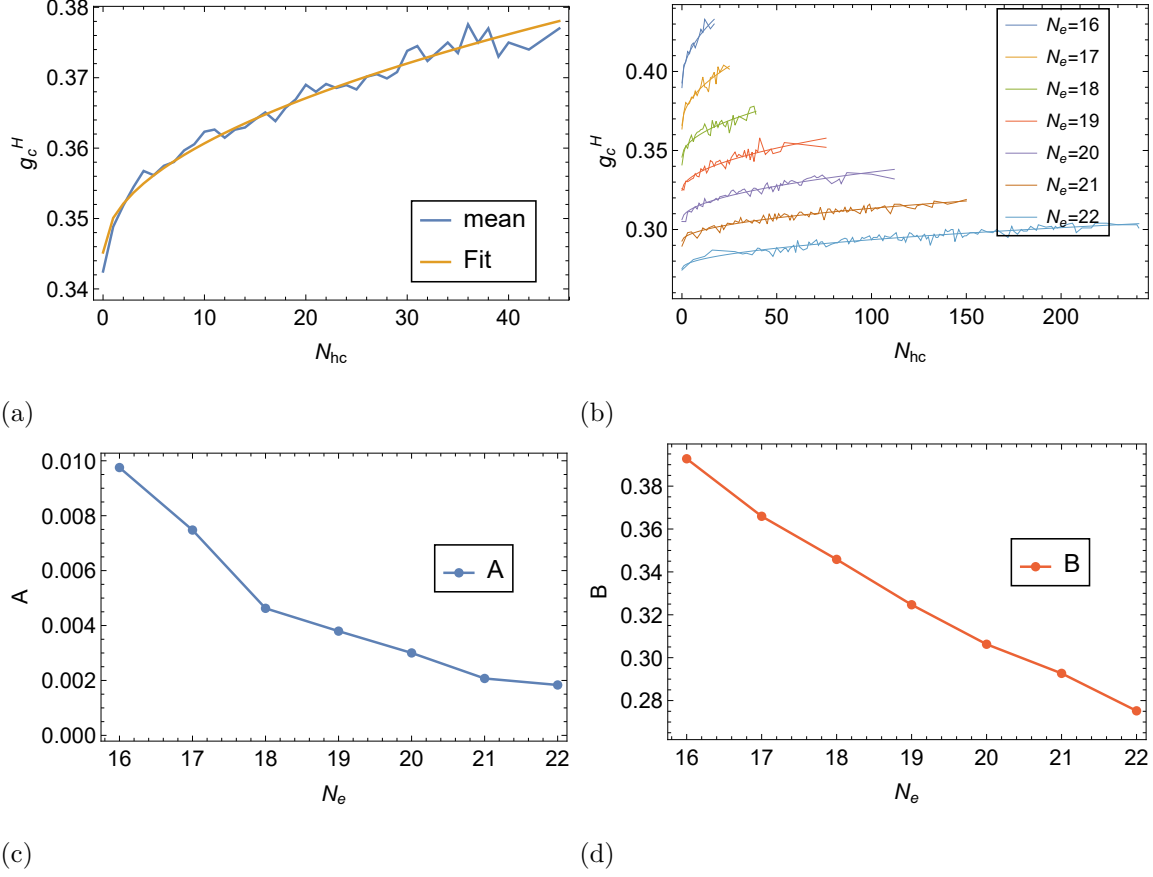 0.38
0.37
0.36
0.35
0.34
g_c^H
0 10 20 30 40
N_hc
mean
Fit
(a)
0.40
0.35
0.30
g_c^H
0 50 100 150 200
N_hc
N_e=16
N_e=17
N_e=18
N_e=19
N_e=20
N_e=21
N_e=22
(b)
0.010
0.008
0.006
0.004
0.002
0.000
A
16 17 18 19 20 21 22
N_e
A
(c)
0.38
0.36
0.34
0.32
0.30
0.28
B
16 17 18 19 20 21 22
N_e
B
(d)